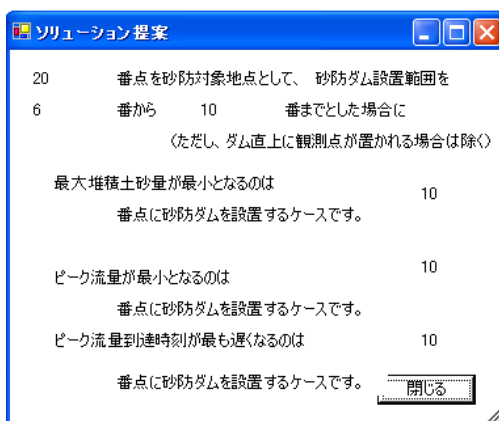 ソリューション提案
20 番点を砂防対象地点として、 砂防ダム設置範囲を
6 番から 10 番までとした場合に
（ただし、ダム直上に観測点が置かれる場合は除く）
最大堆積土砂量が最小となるのは 10
番点に砂防ダムを設置するケースです。
ピーク流量が最小となるのは 10
番点に砂防ダムを設置するケースです。
ピーク流量到達時刻が最も遅くなるのは 10
番点に砂防ダムを設置するケースです。
閉じる